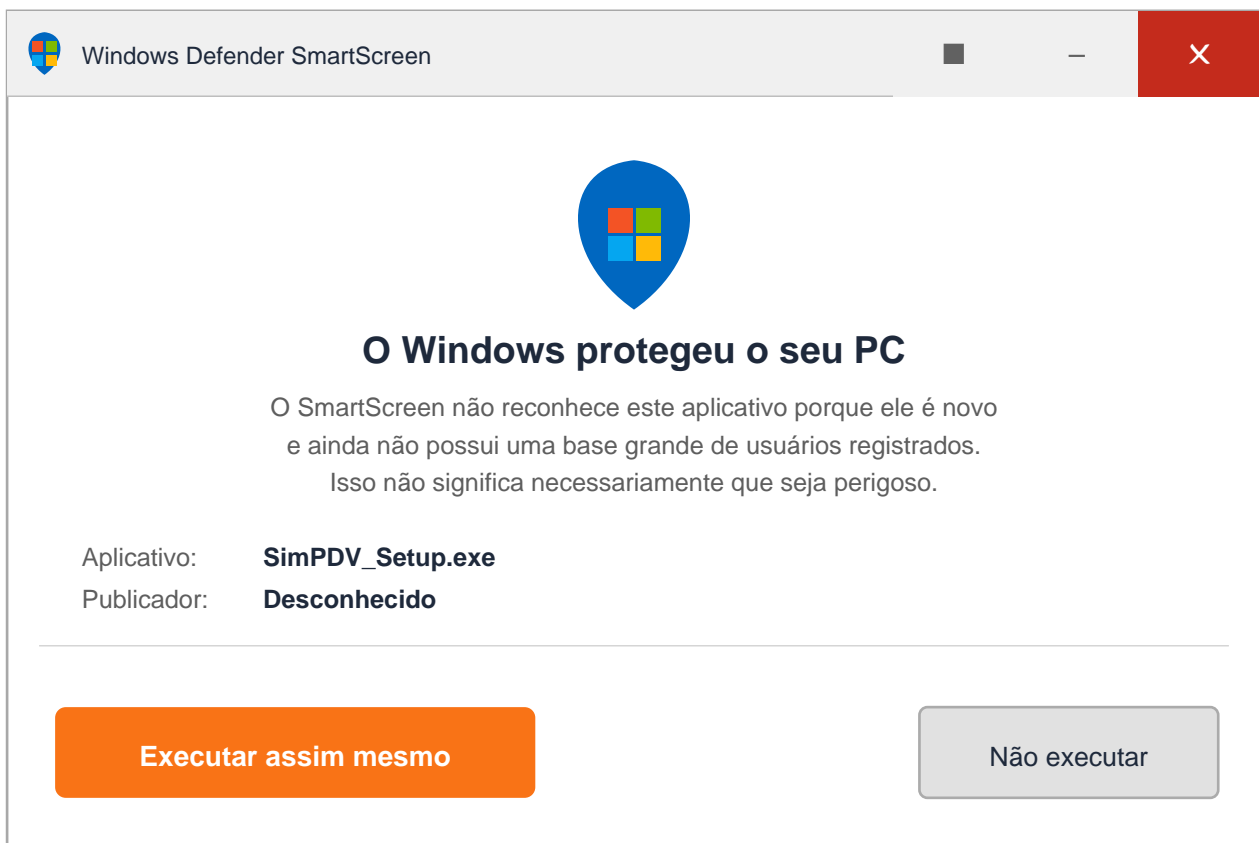 Windows Defender SmartScreen
O Windows protegeu o seu PC
O SmartScreen não reconhece este aplicativo porque ele é novo
e ainda não possui uma base grande de usuários registrados.
Isso não significa necessariamente que seja perigoso.
Aplicativo: SimPDV_Setup.exe
Publicador: Desconhecido
Executar assim mesmo
Não executar